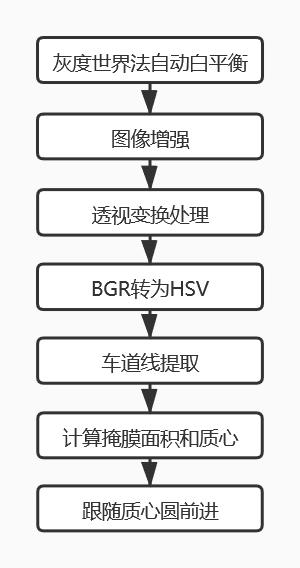 灰度世界法自动白平衡
图像增强
透视变换处理
BGR转为HSV
车道线提取
计算掩膜面积和质心
跟随质心圆前进